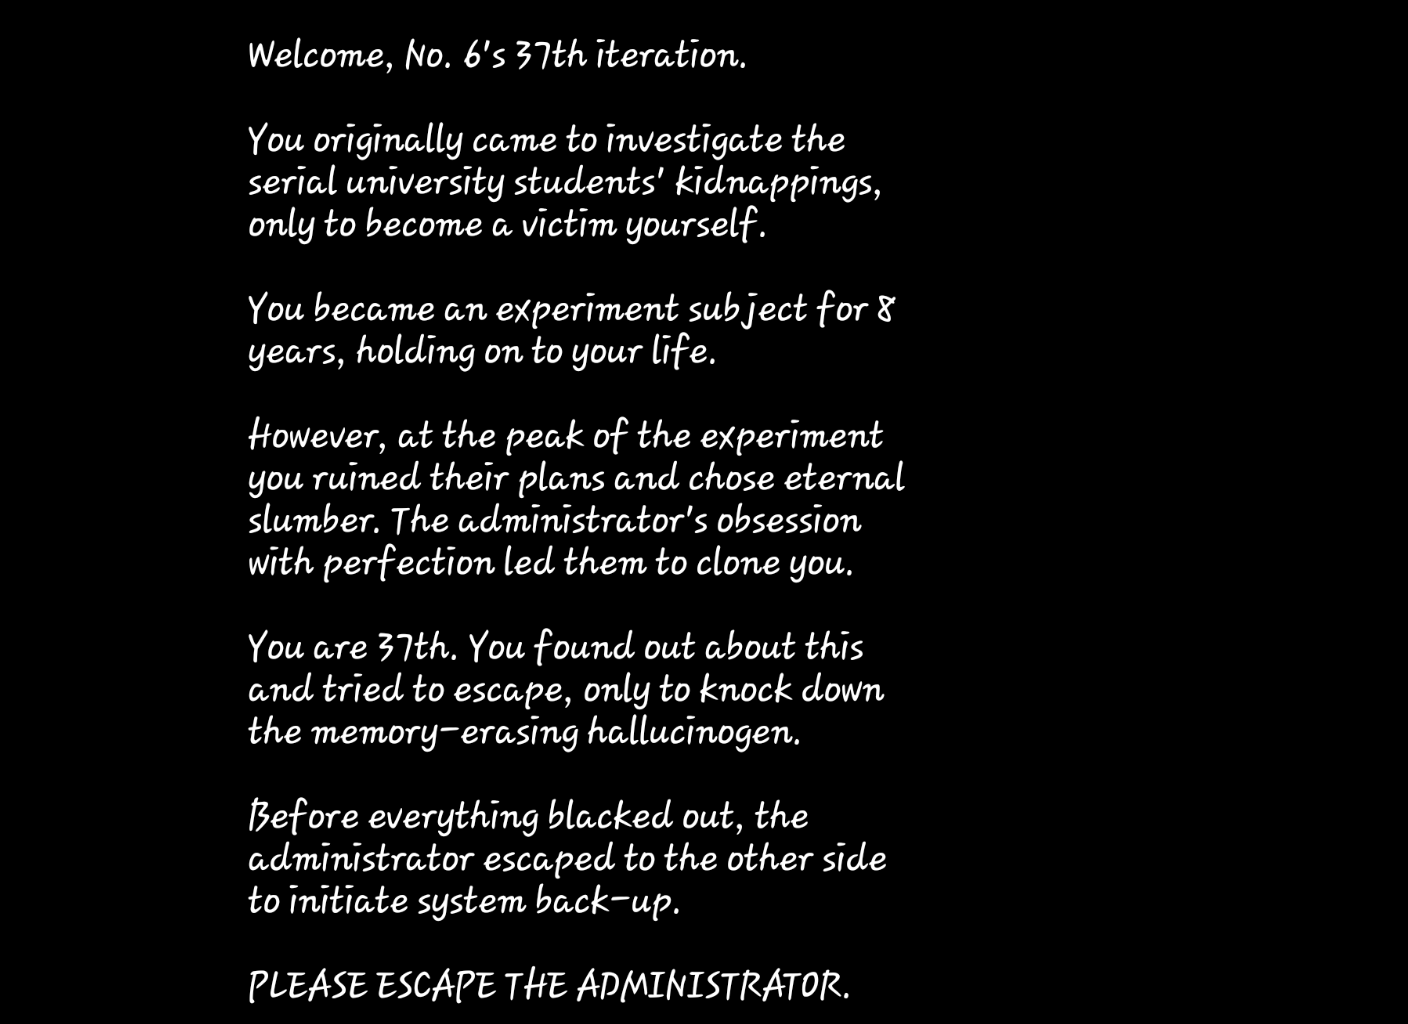 Welcome, No. 6's 37th iteration.
You originally came to investigate the
serial university students' kidnappings,
only to become a victim yourself.
You became an experiment subject for 8
years, holding on to your life.
However, at the peak of the experiment
you ruined their plans and chose eternal
slumber. The administrator's obsession
with perfection led them to clone you.
You are 37th. You found out about this
and tried to escape, only to knock down
the memory-erasing hallucinogen.
Before everything blacked out, the
administrator escaped to the other side
to initiate system back-up.
PLEASE ESCAPE THE ADMINISTRATOR.